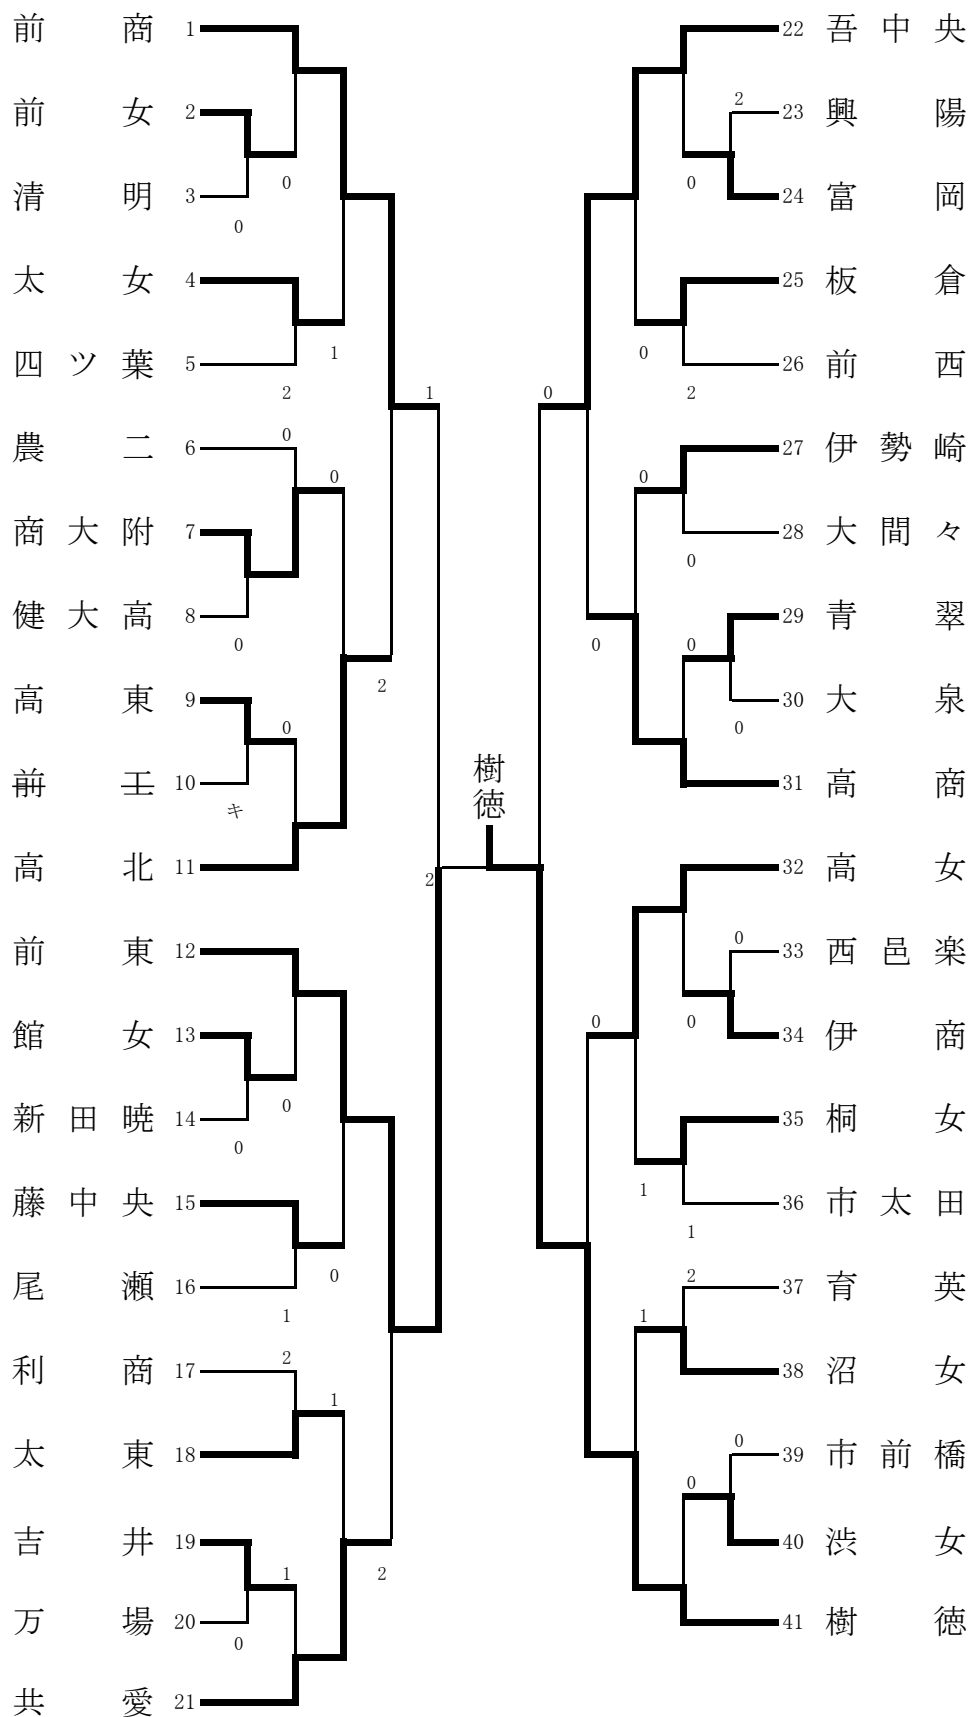 前商 1
前女 2
清明 3
太女 4
四ツ葉 5
農二 6
商大附 7
健大高 8
高東 9
前工 10
高北 11
前東 12
館女 13
新田暁 14
藤中央 15
尾瀬 16
利商 17
太東 18
吉井 19
万場 20
共愛 21
0
0
2
1
0
0
0
0
キ
2
1
0
0
1
0
2
1
1
0
2
2
樹徳
22 吾中央
23 興陽
24 富岡
25 板倉
26 前西
27 伊勢崎
28 大間々
29 青翠
30 大泉
31 高商
32 高女
33 西邑楽
34 伊商
35 桐女
36 市太田
37 育英
38 沼女
39 市前橋
40 渋女
41 樹徳
2
0
0
2
0
0
0
0
0
0
0
0
0
1
1
2
1
0
0